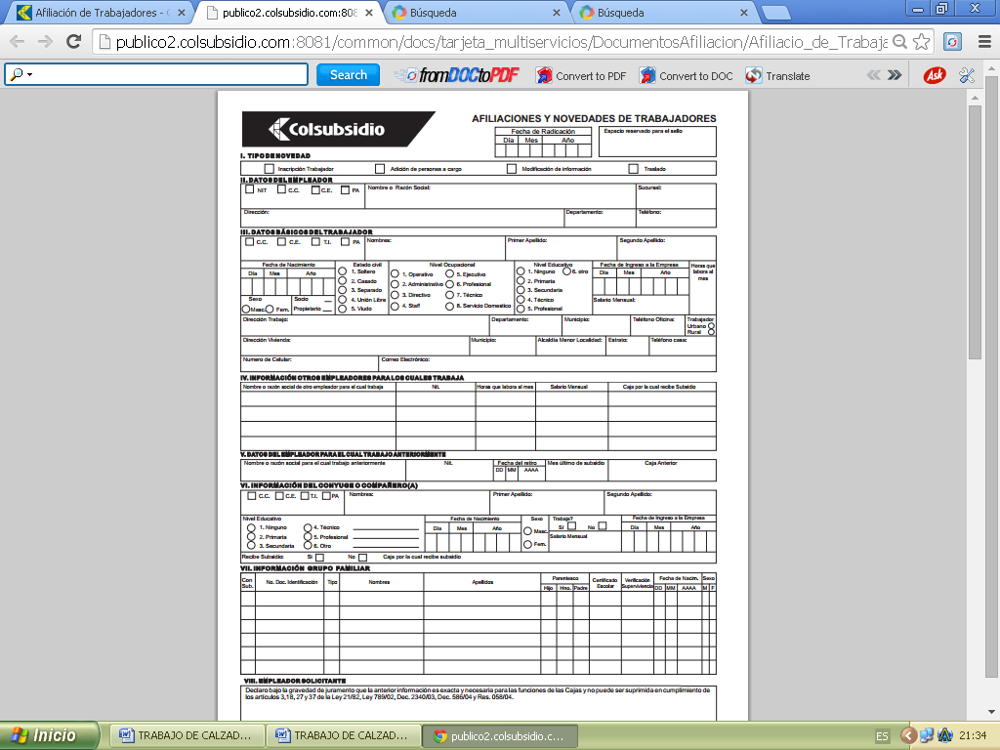 Afiliación de Trabajadores - C
publico2.colsubsidio.com:808
Búsqueda
Búsqueda
publico2.colsubsidio.com:8081/common/docs/tarjeta_multiservicios/DocumentosAfiliacion/Afiliacio_de_Trabaja
Search
fromDOCtoPDF
Convert to PDF
Convert to DOC
Translate
Ask
Colsubsidio
AFILIACIONES Y NOVEDADES DE TRABAJADORES
Fecha de Radicación
Espacio reservado para el sello
Día Mes Año
I. TIPO DE NOVEDAD
Inscripción Trabajador Adición de personas a cargo Modificación de información Traslado
II. DATOS DEL EMPLEADOR
NIT C.C. C.E. PA Nombre o Razón Social: Sucursal:
Dirección: Departamento: Teléfono:
III. DATOS BÁSICOS DEL TRABAJADOR
C.C. C.E. T.I. PA Nombres: Primer Apellido: Segundo Apellido:
Fecha de Nacimiento Estado civil Nivel Ocupacional Nivel Educativo Fecha de Ingreso a la Empresa Horas que labora al mes
Día Mes Año 1. Soltero 1. Operativo 5. Ejecutivo 1. Ninguno 6. otro Día Mes Año
2. Casado 2. Administrativo 6. Profesional 2. Primaria
3. Separado 3. Directivo 7. Técnico 3. Secundaria
Sexo Socio 4. Unión Libre 4. Staff 8. Servicio Domestico 4. Técnico Salario Mensual:
Masc. Fem. Propietario 5. Viudo 5. Profesional
Dirección Trabajo: Departamento: Municipio: Teléfono Oficina: Trabajador
Urbano
Rural
Dirección Vivienda: Municipio: Alcaldía Menor Localidad: Estrato: Teléfono casa:
Numero de Celular: Correo Electrónico:
IV. INFORMACIÓN OTROS EMPLEADORES PARA LOS CUALES TRABAJA
Nombre o razón social de otro empleador para el cual trabaja Nit. Horas que labora al mes Salario Mensual Caja por la cual recibe Subsidio
V. DATOS DEL EMPLEADOR PARA EL CUAL TRABAJO ANTERIORMENTE
Nombre o razón social para el cual trabajo anteriormente Nit. Fecha del retiro Mes último de subsidio Caja Anterior
DD MM AAAA
VI. INFORMACIÓN DEL CONYUGE O COMPAÑERO(A)
C.C. C.E. T.I. PA Nombres: Primer Apellido: Segundo Apellido:
Nivel Educativo Fecha de Nacimiento Sexo Trabaja? Fecha de Ingreso a la Empresa
1. Ninguno 4. Técnico Día Mes Año Masc. Si No Día Mes Año
2. Primaria 5. Profesional Salario Mensual
3. Secundaria 6. Otro Fem.
Recibe Subsidio: Si No Caja por la cual recibe subsidio
VII. INFORMACIÓN GRUPO FAMILIAR
Con Sub. No. Doc. Identificación Tipo Nombres Apellidos Parentesco Certificado Escolar Verificación Supervivencia Fecha de Nacim. Sexo
Hijo Hno. Padre DD MM AAAA M F
VIII. EMPLEADOR SOLICITANTE
Declaro bajo la gravedad de juramento que la anterior información es exacta y necesaria para las funciones de las Cajas y no puede ser suprimida en cumplimiento de
los artículos 3,18, 27 y 37 de la Ley 21/82, Ley 789/02, Dec. 2340/03, Dec. 586/04 y Res. 058/04.
Inicio
TRABAJO DE CALZAD...
TRABAJO DE CALZAD...
publico2.colsubsidio.c...
ES
21:34